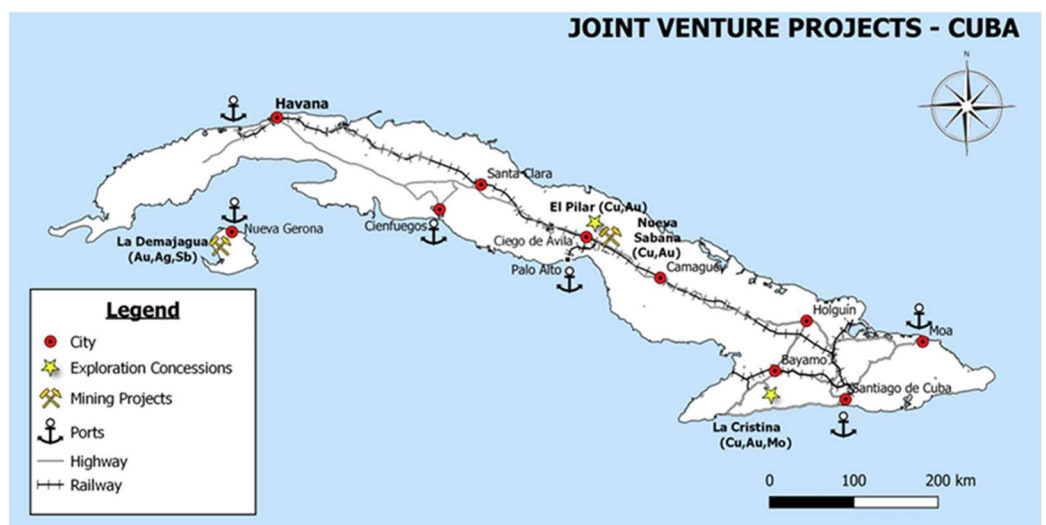 JOINT VENTURE PROJECTS - CUBA
N
Havana
Santa Clara
El Pilar (Cu,Au)
Nueva
Sabana
(Cu,Au)
Nueva Gerona
Cienfuegos
La Demajagua
(Au,Ag,Sb)
Ciego de Ávila
Palo Alto
Camaguey
Holguín
Moa
Bayamo
Santiago de Cuba
La Cristina
(Cu,Au,Mo)
Legend
City
Exploration Concessions
Mining Projects
Ports
Highway
Railway
0 100 200 km